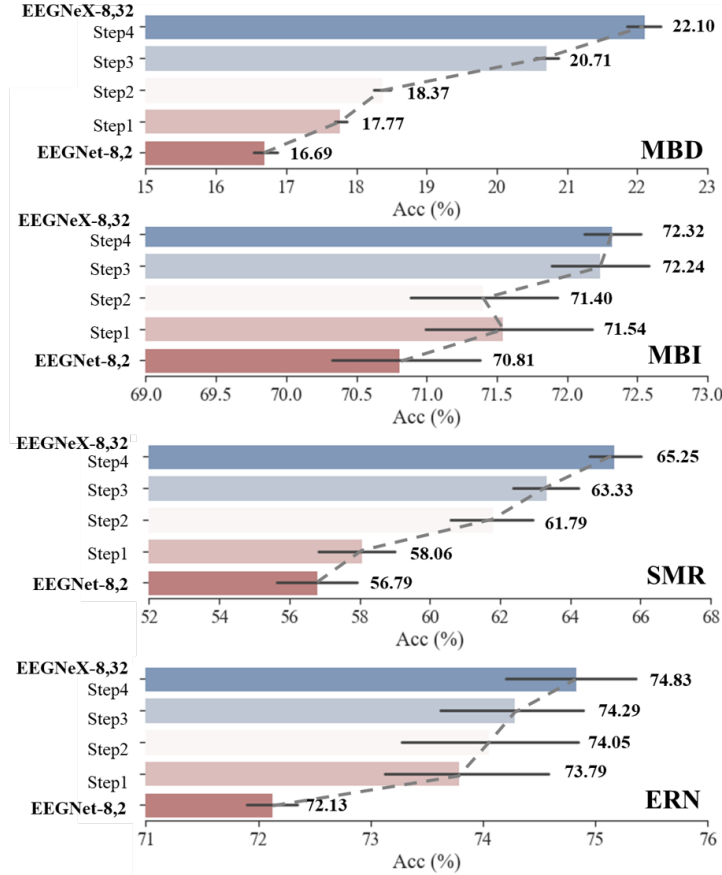 EEGNeX-8,32
Step4 22.10
Step3 20.71
Step2 18.37
Step1 17.77
EEGNet-8,2 16.69
MBD
15 16 17 18 19 20 21 22 23
Acc (%)
EEGNeX-8,32
Step4 72.32
Step3 72.24
Step2 71.40
Step1 71.54
EEGNet-8,2 70.81
MBI
69.0 69.5 70.0 70.5 71.0 71.5 72.0 72.5 73.0
Acc (%)
EEGNeX-8,32
Step4 65.25
Step3 63.33
Step2 61.79
Step1 58.06
EEGNet-8,2 56.79
SMR
52 54 56 58 60 62 64 66 68
Acc (%)
EEGNeX-8,32
Step4 74.83
Step3 74.29
Step2 74.05
Step1 73.79
EEGNet-8,2 72.13
ERN
71 72 73 74 75 76
Acc (%)